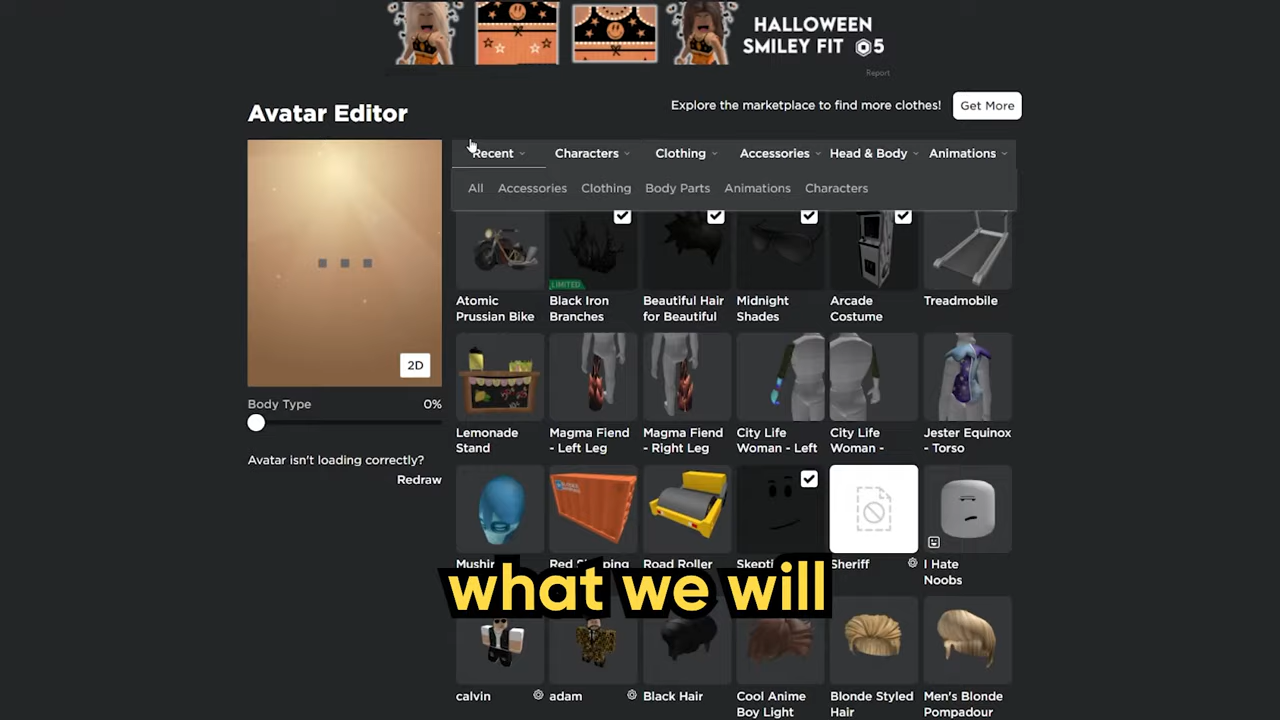 HALLOWEEN
SMILEY FIT 5
Report
Avatar Editor
Explore the marketplace to find more clothes!
Get More
Recent
Characters
Clothing
Accessories
Head & Body
Animations
All
Accessories
Clothing
Body Parts
Animations
Characters
2D
Body Type
0%
Avatar isn't loading correctly?
Redraw
LIMITED
Atomic
Prussian Bike
Black Iron
Branches
Beautiful Hair
for Beautiful
Midnight
Shades
Arcade
Costume
Treadmobile
Lemonade
Stand
Magma Fiend
- Left Leg
Magma Fiend
- Right Leg
City Life
Woman - Left
City Life
Woman -
Jester Equinox
- Torso
Road Roller
Sheriff
I Hate
Noobs
what we will
calvin
adam
Black Hair
Cool Anime
Boy Light
Blonde Styled
Hair
Men's Blonde
Pompadour